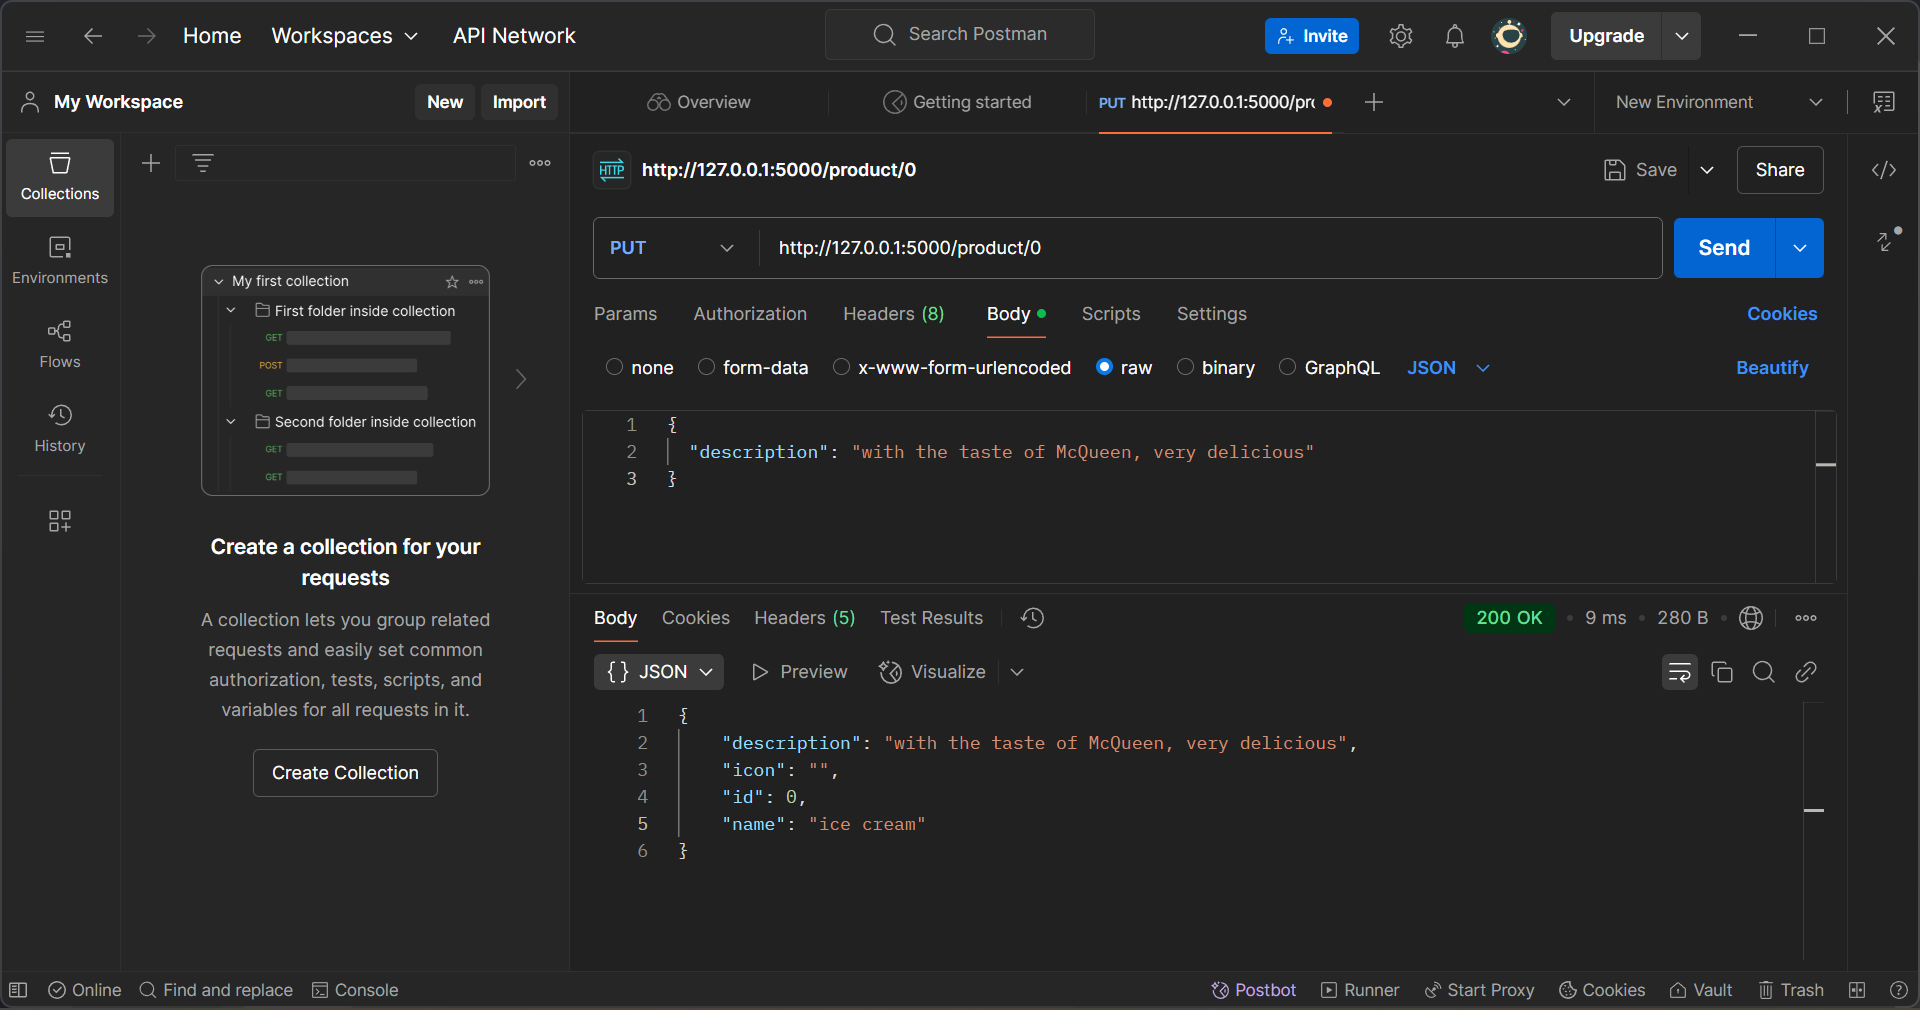 Home Workspaces API Network Search Postman Invite Upgrade
My Workspace New Import Overview Getting started PUT http://127.0.0.1:5000/pr New Environment
HTTP http://127.0.0.1:5000/product/0 Save Share
PUT http://127.0.0.1:5000/product/0 Send
Params Authorization Headers (8) Body Scripts Settings Cookies
none form-data x-www-form-urlencoded raw binary GraphQL JSON Beautify
1 {
2 "description": "with the taste of McQueen, very delicious"
3 }
Collections
Environments
Flows
History
My first collection
First folder inside collection
GET
POST
GET
Second folder inside collection
GET
GET
Create a collection for your
requests
A collection lets you group related
requests and easily set common
authorization, tests, scripts, and
variables for all requests in it.
Create Collection
Body Cookies Headers (5) Test Results 200 OK • 9 ms • 280 B •
{} JSON Preview Visualize
1 {
2 "description": "with the taste of McQueen, very delicious",
3 "icon": "",
4 "id": 0,
5 "name": "ice cream"
6 }
Online Find and replace Console Postbot Runner Start Proxy Cookies Vault Trash